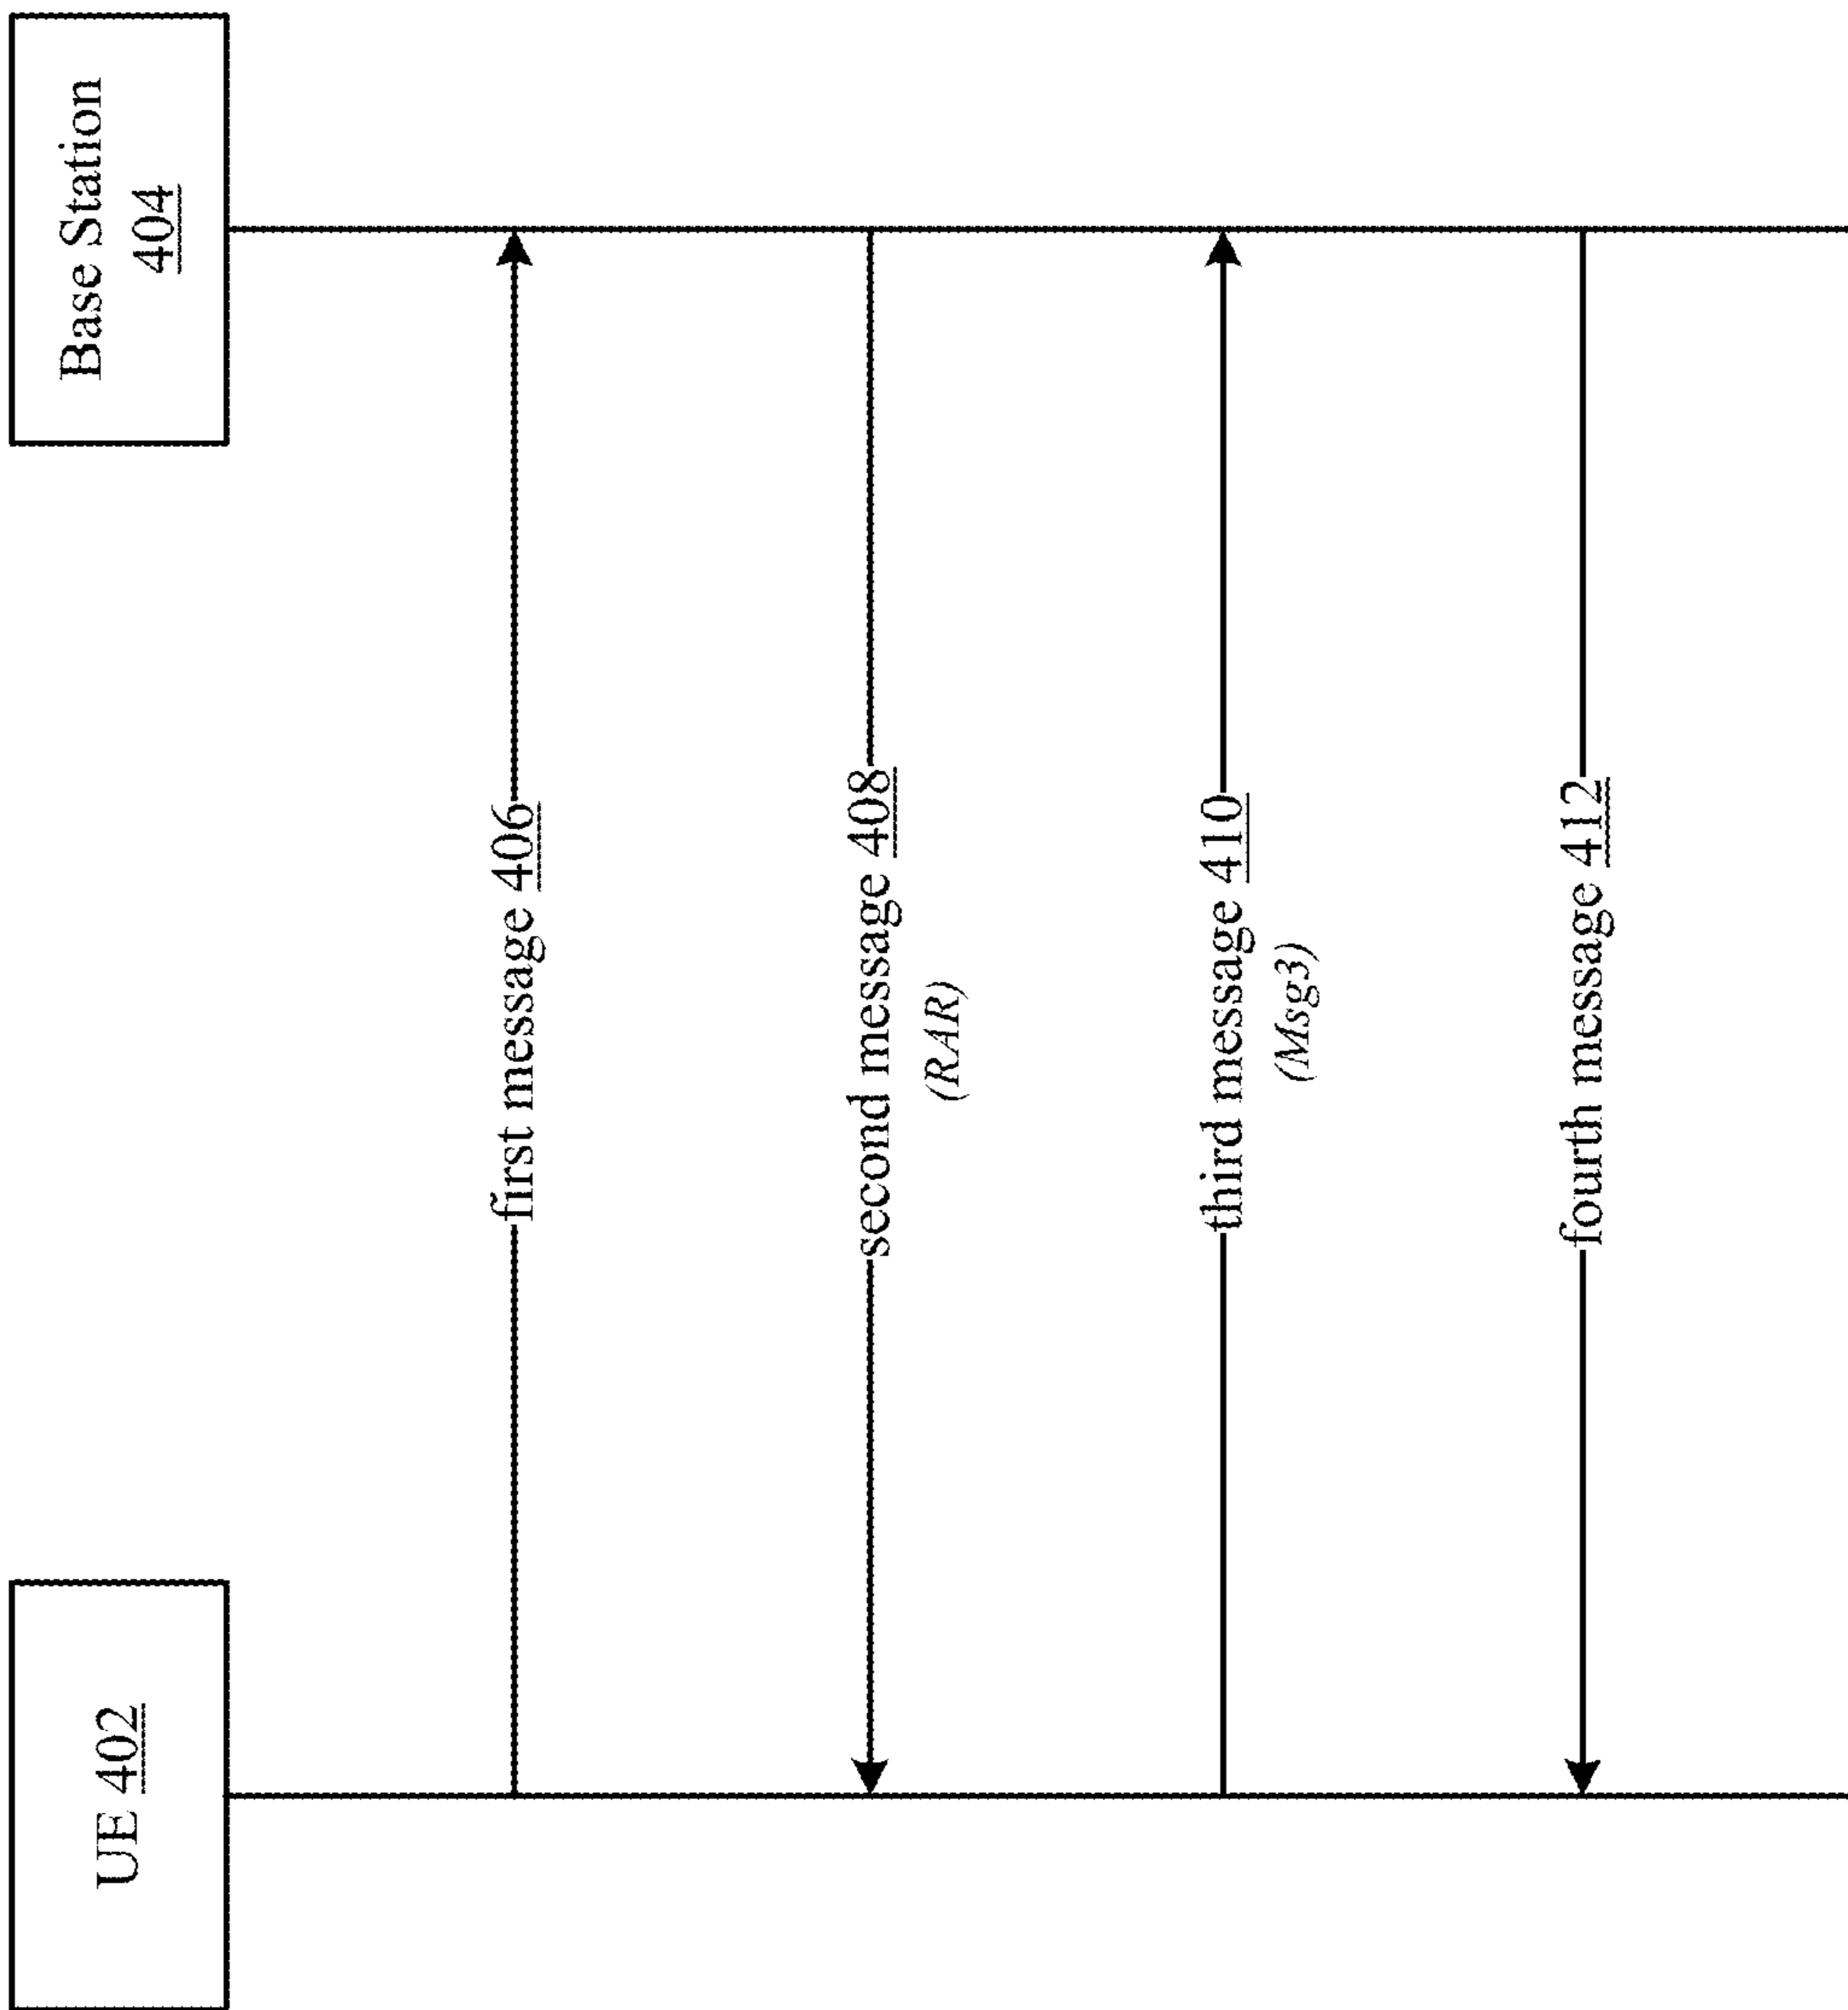 UE 402
Base Station
404
first message 406
second message 408
(RAR)
third message 410
(Msg3)
fourth message 412